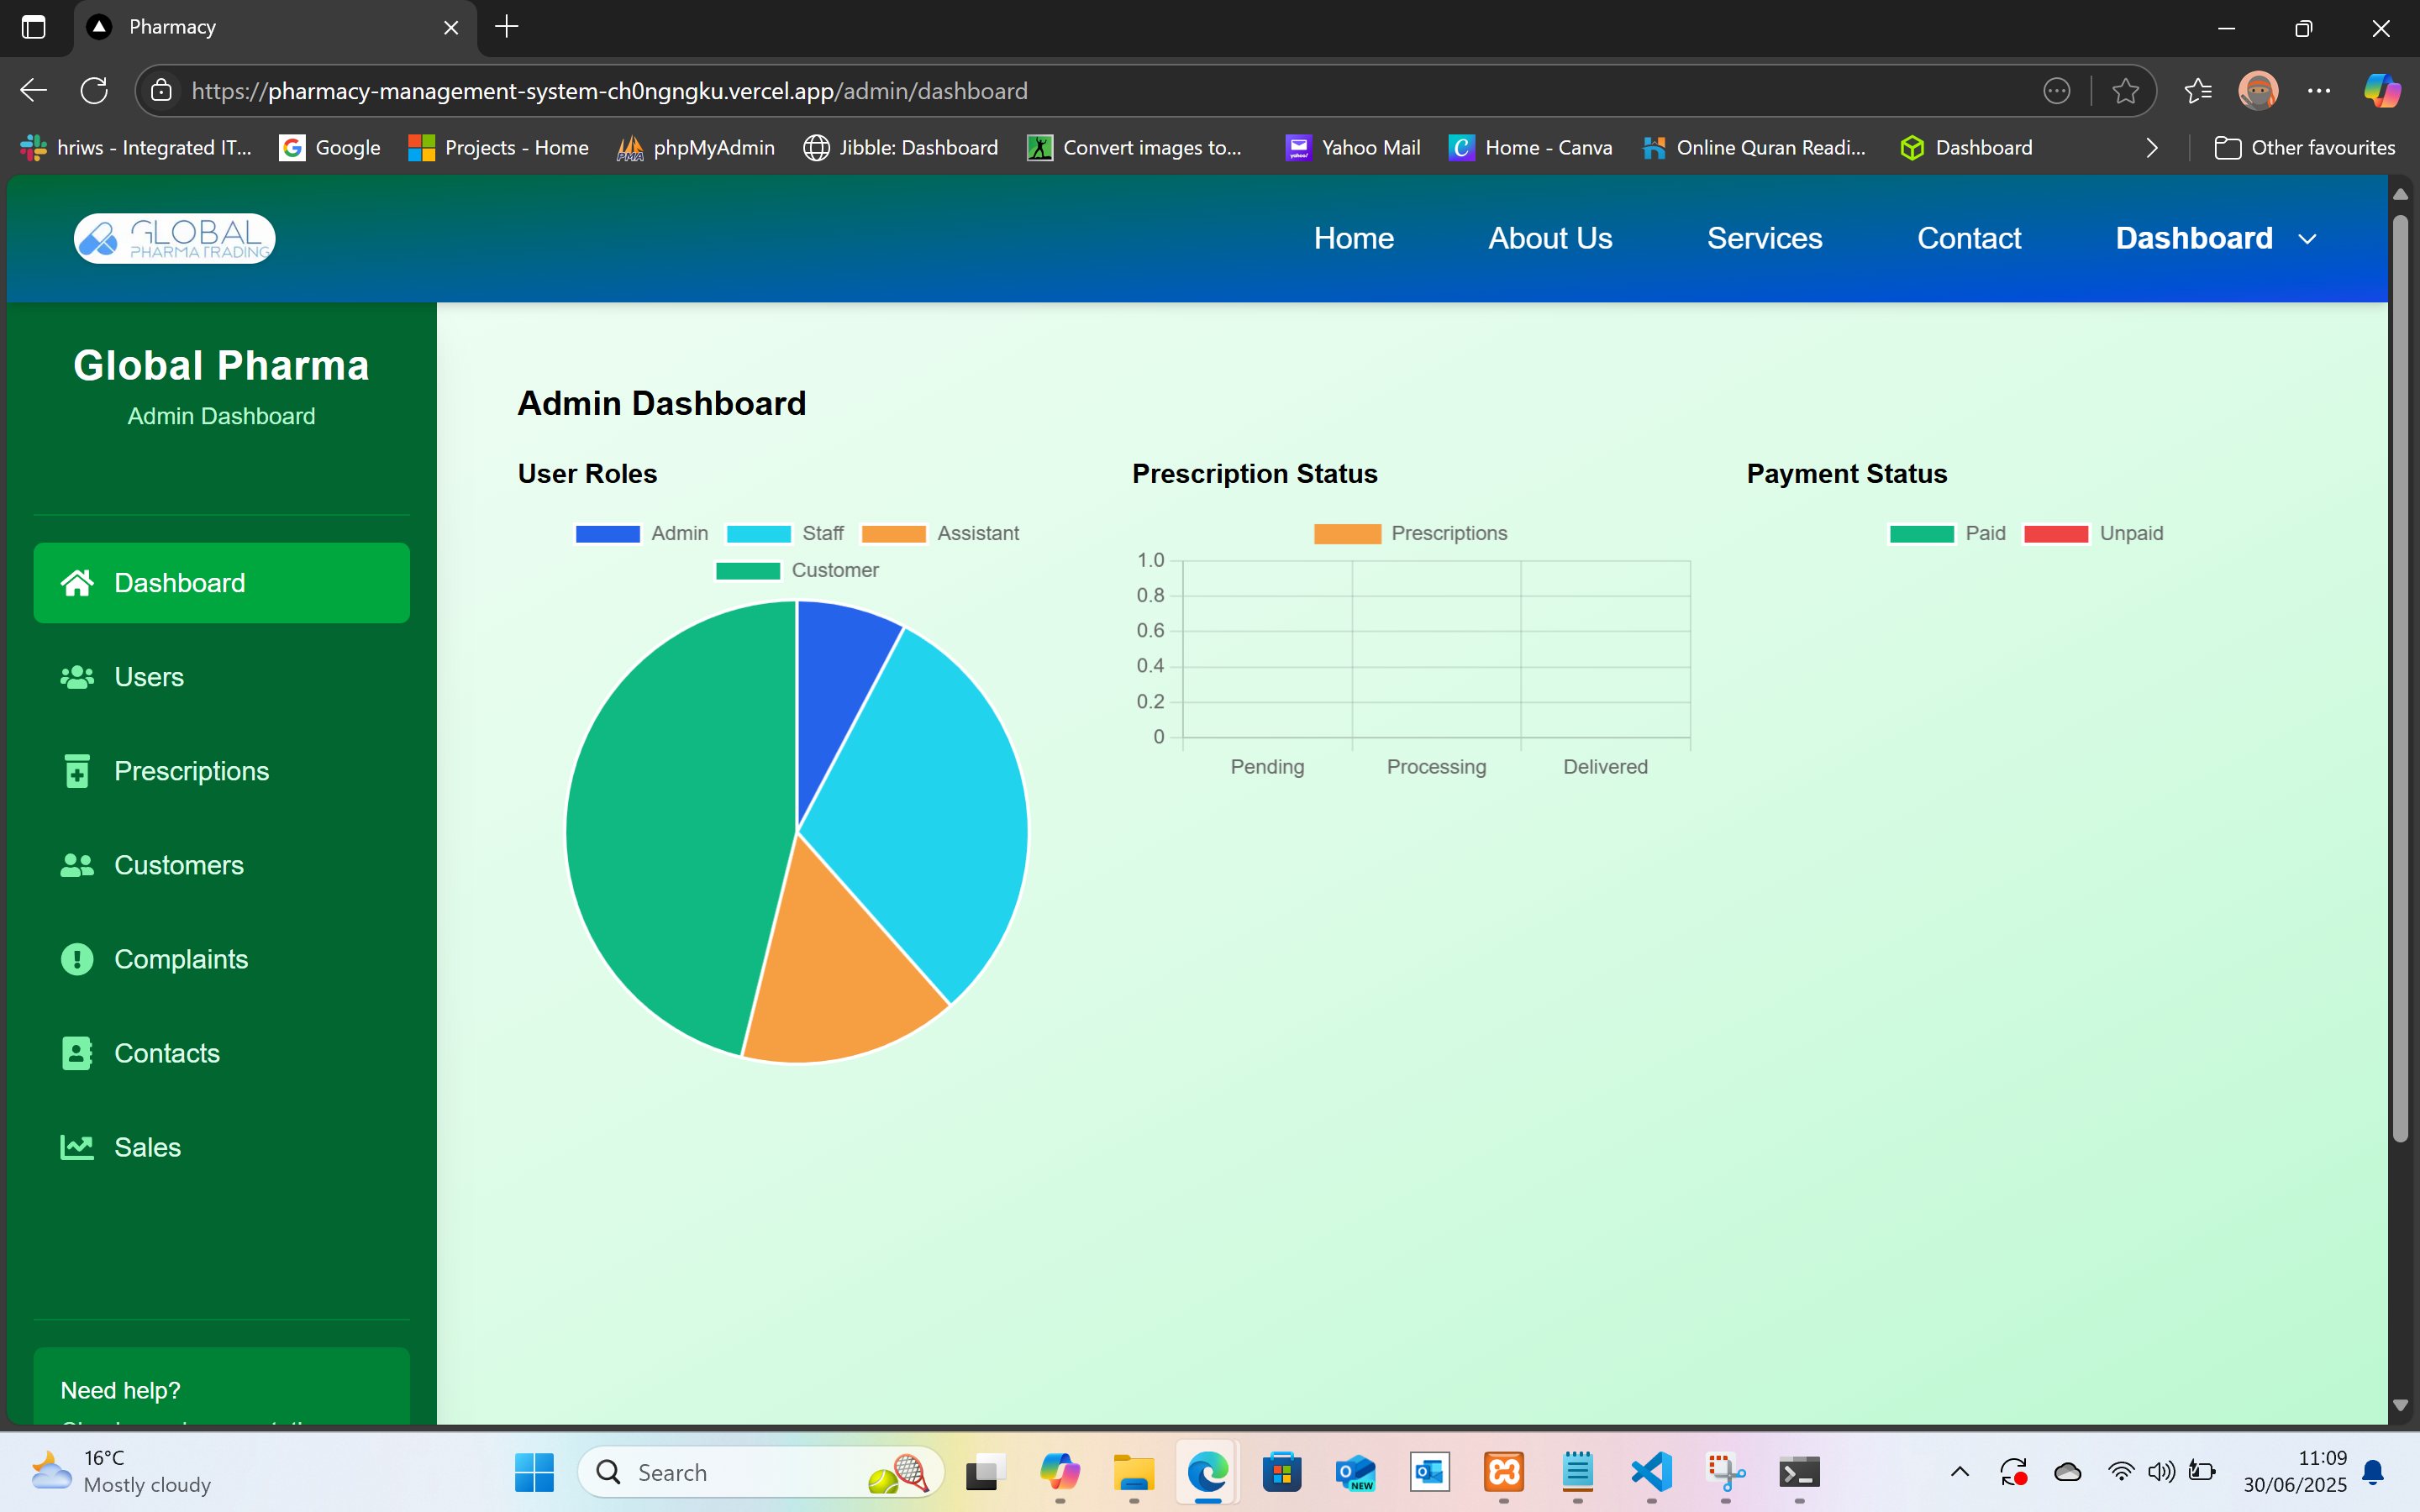 Pharmacy
https://pharmacy-management-system-ch0ngngku.vercel.app/admin/dashboard
hriws - Integrated IT...
Google
Projects - Home
phpMyAdmin
Jibble: Dashboard
Convert images to...
Yahoo Mail
Home - Canva
Online Quran Readi...
Dashboard
Other favourites
GLOBAL
PHARMA TRADING
Home
About Us
Services
Contact
Dashboard
Global Pharma
Admin Dashboard
Dashboard
Users
Prescriptions
Customers
Complaints
Contacts
Sales
Need help?
Admin Dashboard
User Roles
Admin
Staff
Assistant
Customer
Prescription Status
Prescriptions
1.0
0.8
0.6
0.4
0.2
0
Pending
Processing
Delivered
Payment Status
Paid
Unpaid
16°C
Mostly cloudy
Search
NEW
11:09
30/06/2025